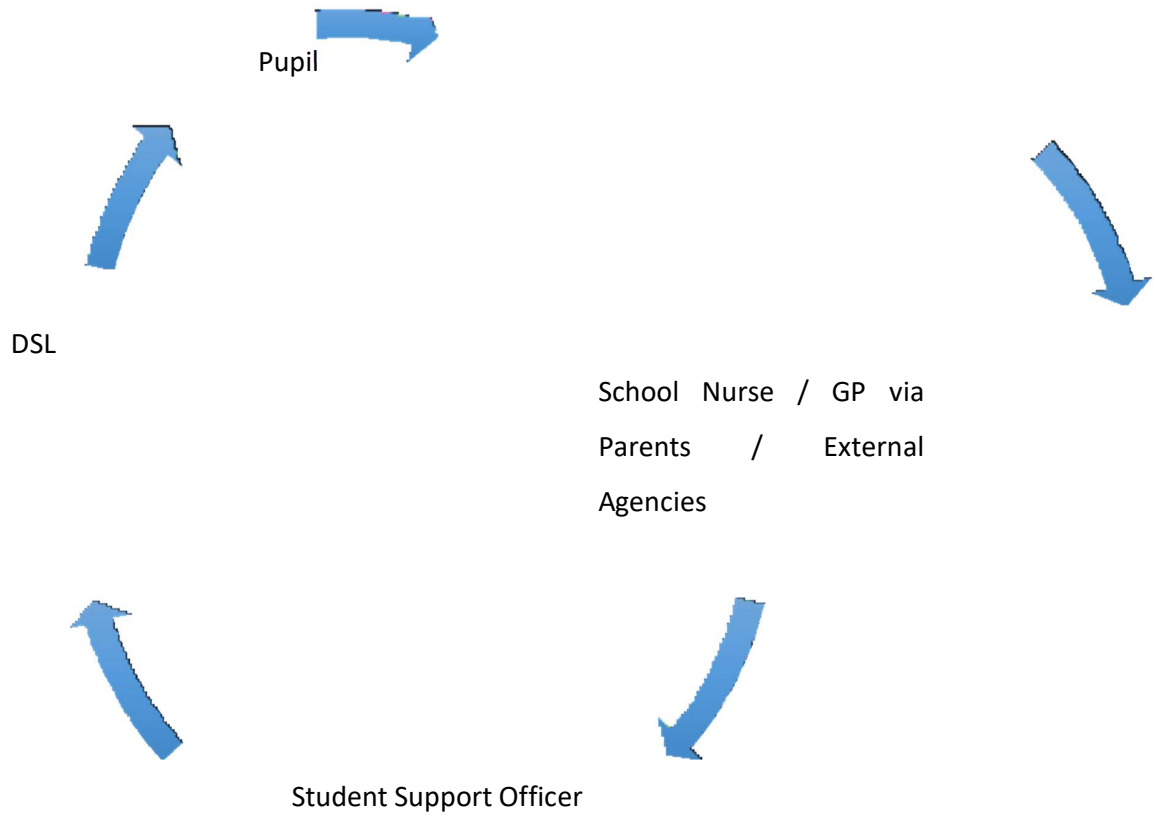 Pupil
DSL
School Nurse / GP via
Parents / External
Agencies
Student Support Officer